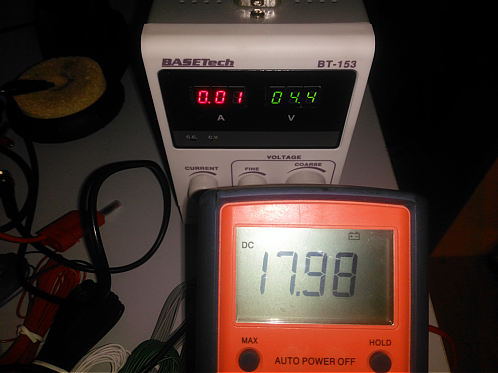 BASETech BT-153
0.01 04.4
A V
C.C. C.V.
VOLTAGE
CURRENT FINE COARSE
DC
17.98
MAX HOLD
AUTO POWER OFF